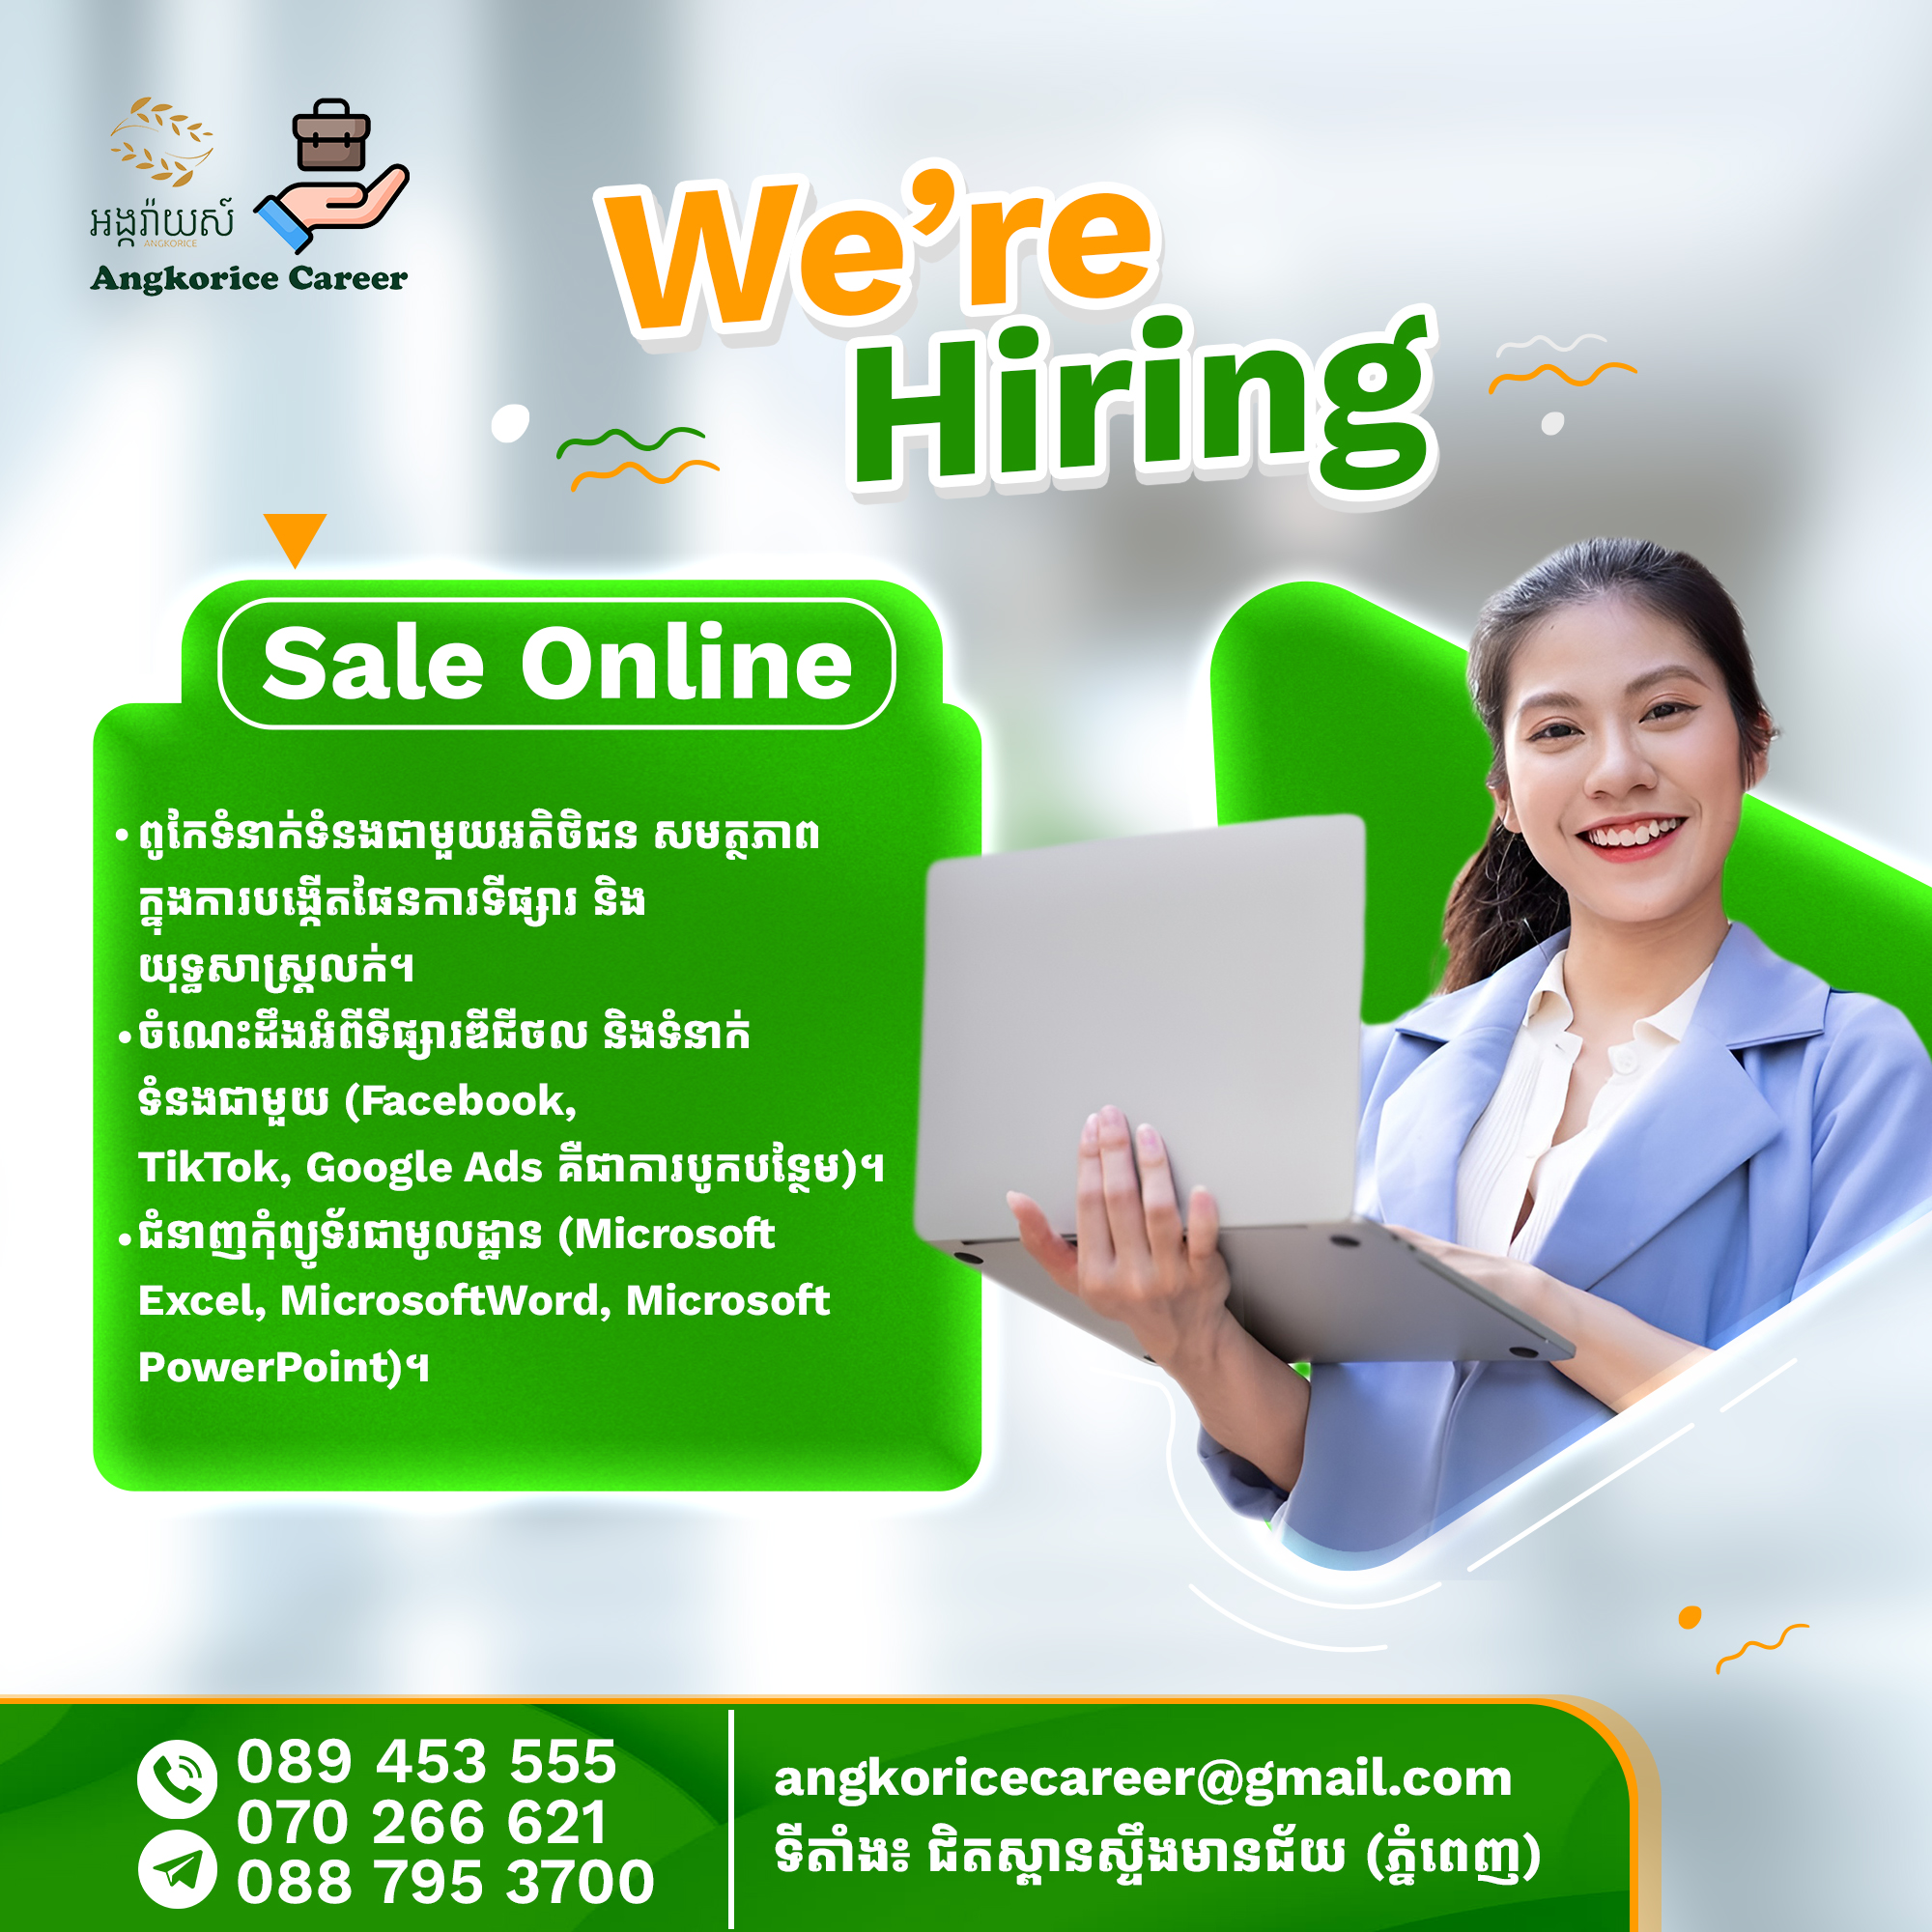 អង្ករ៉ាយស៍
ANGKORICE
Angkorice Career
We're
Hiring
Sale Online
• ពូកែទំនាក់ទំនងជាមួយអតិថិជន សមត្ថភាព
ក្នុងការបង្កើតផែនការទីផ្សារ និង
យុទ្ធសាស្ត្រលក់។
• ចំណេះដឹងអំពីទីផ្សារឌីជីថល និងទំនាក់
ទំនងជាមួយ (Facebook,
TikTok, Google Ads គឺជាការបូកបន្ថែម)។
• ជំនាញកុំព្យូទ័រជាមូលដ្ឋាន (Microsoft
Excel, MicrosoftWord, Microsoft
PowerPoint)។
089 453 555
070 266 621
088 795 3700
angkoricecareer@gmail.com
ទីតាំង៖ ជិតស្ពានស្ទឹងមានជ័យ (ភ្នំពេញ)